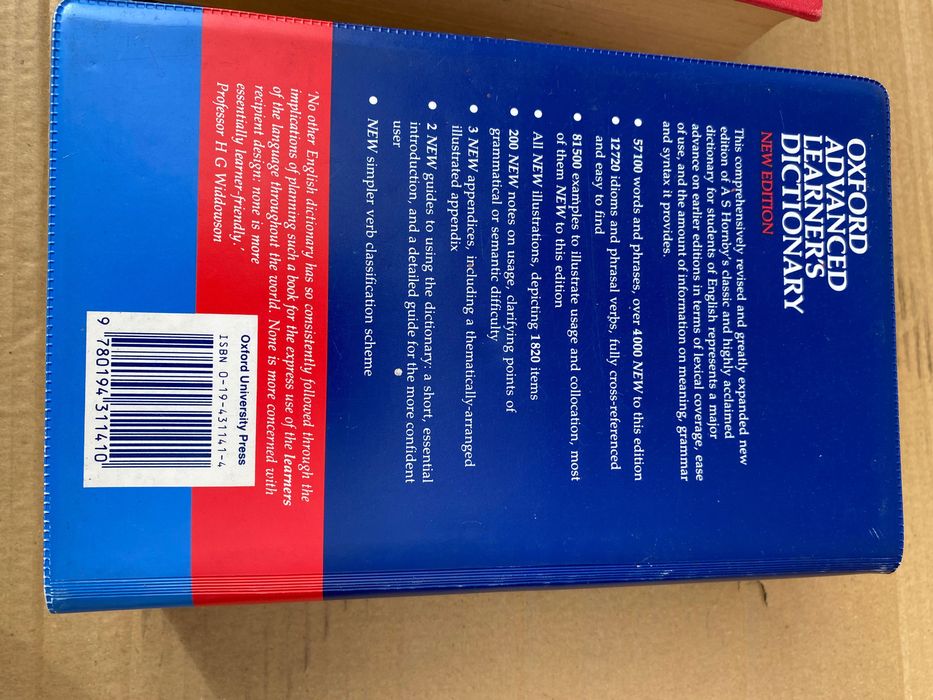 OXFORD
ADVANCED
LEARNER'S
DICTIONARY
NEW EDITION
This comprehensively revised and greatly expanded new
edition of A S Hornby's classic and highly acclaimed
dictionary for students of English represents a major
advance on earlier editions in terms of lexical coverage, ease
of use, and the amount of information on meaning, grammar
and syntax it provides.
• 57100 words and phrases, over 4000 NEW to this edition
• 12720 idioms and phrasal verbs, fully cross-referenced
and easy to find
• 81500 examples to illustrate usage and collocation, most
of them NEW to this edition
• All NEW illustrations, depicting 1820 items
• 200 NEW notes on usage, clarifying points of
grammatical or semantic difficulty
• 3 NEW appendices, including a thematically-arranged
illustrated appendix
• 2 NEW guides to using the dictionary: a short, essential
introduction, and a detailed guide for the more confident
user
• NEW simpler verb classification scheme
'No other English dictionary has so consistently followed through the
implications of planning such a book for the express use of the learners
of the language throughout the world. None is more concerned with
recipient design: none is more
essentially learner-friendly.'
Professor H G Widdowson
Oxford University Press
ISBN 0-19-431141-4
9 780194 311410